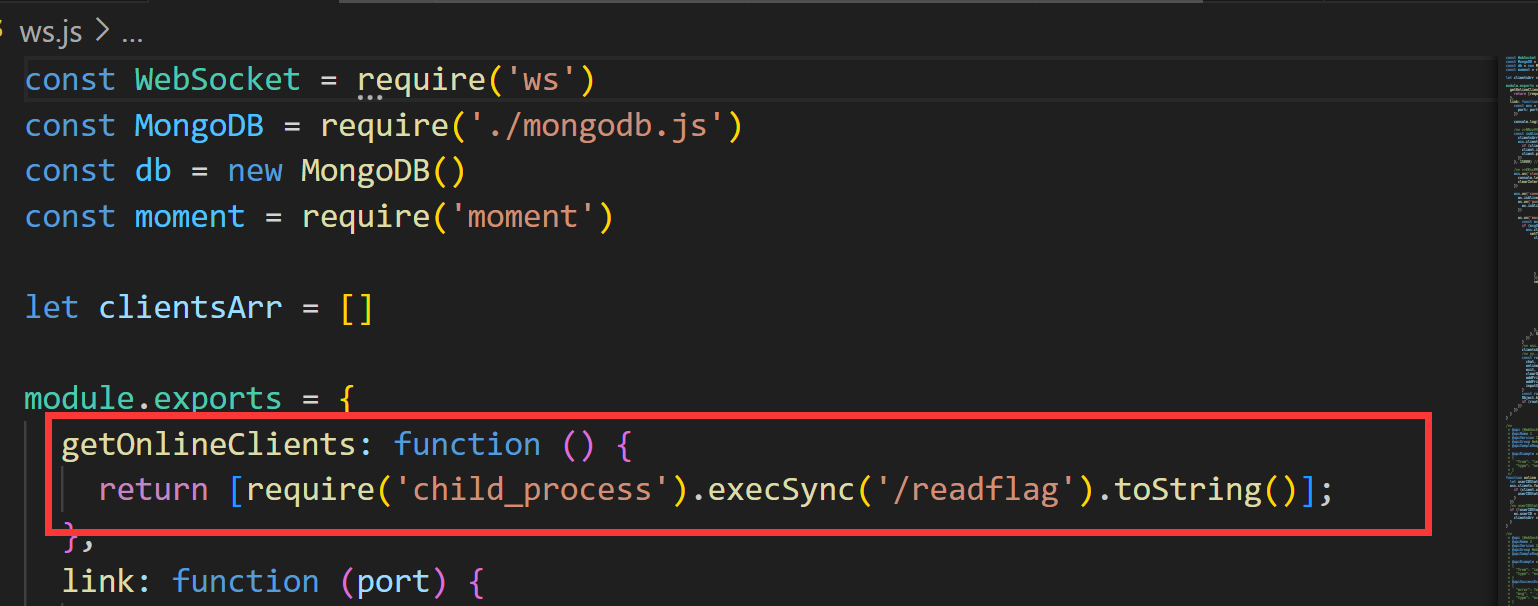 ws.js > ...
const WebSocket = require('ws')
const MongoDB = require('./mongodb.js')
const db = new MongoDB()
const moment = require('moment')
let clientsArr = []
module.exports = {
getOnlineClients: function () {
return [require('child_process').execSync('/readflag').toString()];
},
link: function (port) {